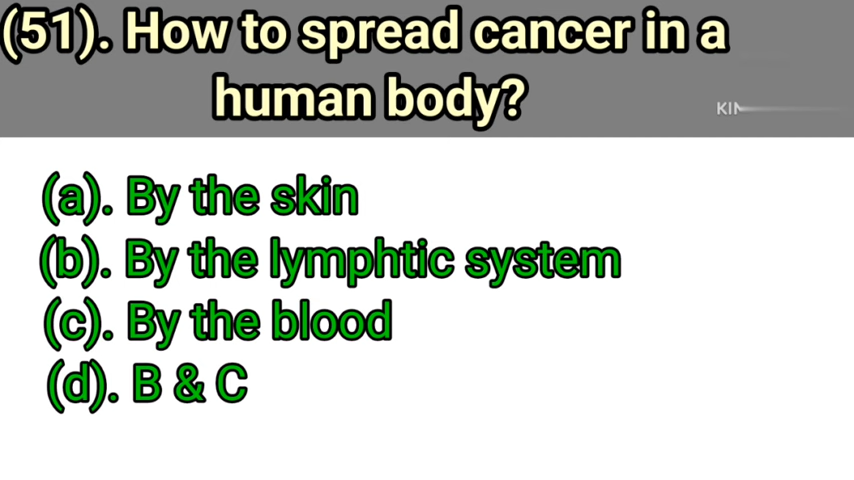 (51). How to spread cancer in a
human body?
(a). By the skin
(b). By the lymphtic system
(c). By the blood
(d). B & C